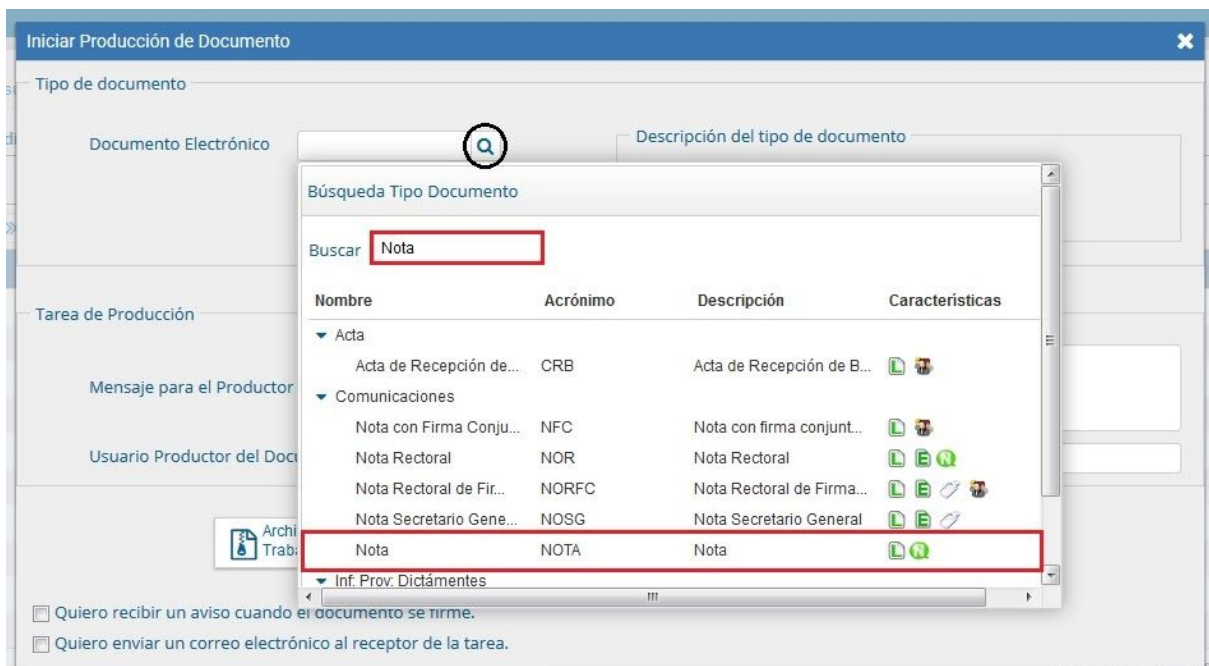 Iniciar Producción de Documento
Tipo de documento
Documento Electrónico
Descripción del tipo de documento
Búsqueda Tipo Documento
Buscar Nota
Nombre Acrónimo Descripción Características
Acta
Acta de Recepción de... CRB Acta de Recepción de B...
Comunicaciones
Nota con Firma Conju... NFC Nota con firma conjunt...
Nota Rectoral NOR Nota Rectoral
Nota Rectoral de Fir... NORFC Nota Rectoral de Firma...
Nota Secretario Gene... NOSG Nota Secretario General
Nota NOTA Nota
Inf: Prov: Dictámentes
Tarea de Producción
Mensaje para el Productor
Usuario Productor del Docu
Archi
Traba
Quiero recibir un aviso cuando el documento se firme.
Quiero enviar un correo electrónico al receptor de la tarea.